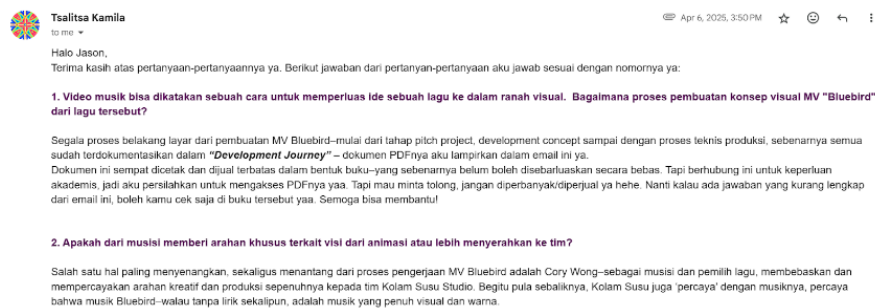 Tsalitsa Kamila
Apr 6, 2025, 3:50 PM
to me
Halo Jason,
Terima kasih atas pertanyaan-pertanyaannya ya. Berikut jawaban dari pertanyan-pertanyaan aku jawab sesuai dengan nomornya ya:
1. Video musik bisa dikatakan sebuah cara untuk memperluas ide sebuah lagu ke dalam ranah visual. Bagaimana proses pembuatan konsep visual MV "Bluebird"
dari lagu tersebut?
Segala proses belakang layar dari pembuatan MV Bluebird–mulai dari tahap pitch project, development concept sampai dengan proses teknis produksi, sebenarnya semua
sudah terdokumentasikan dalam "Development Journey" – dokumen PDFnya aku lampirkan dalam email ini ya.
Dokumen ini sempat dicetak dan dijual terbatas dalam bentuk buku–yang sebenarnya belum boleh disebarluaskan secara bebas. Tapi berhubung ini untuk keperluan
akademis, jadi aku persilahkan untuk mengakses PDFnya yaa. Tapi mau minta tolong, jangan diperbanyak/diperjual ya hehe. Nanti kalau ada jawaban yang kurang lengkap
dari email ini, boleh kamu cek saja di buku tersebut yaa. Semoga bisa membantu!
2. Apakah dari musisi memberi arahan khusus terkait visi dari animasi atau lebih menyerahkan ke tim?
Salah satu hal paling menyenangkan, sekaligus menantang dari proses pengerjaan MV Bluebird adalah Cory Wong–sebagai musisi dan pemilih lagu, membebaskan dan
mempercayakan arahan kreatif dan produksi sepenuhnya kepada tim Kolam Susu Studio. Begitu pula sebaliknya, Kolam Susu juga 'percaya' dengan musiknya, percaya
bahwa musik Bluebird–walau tanpa lirik sekalipun, adalah musik yang penuh visual dan warna.